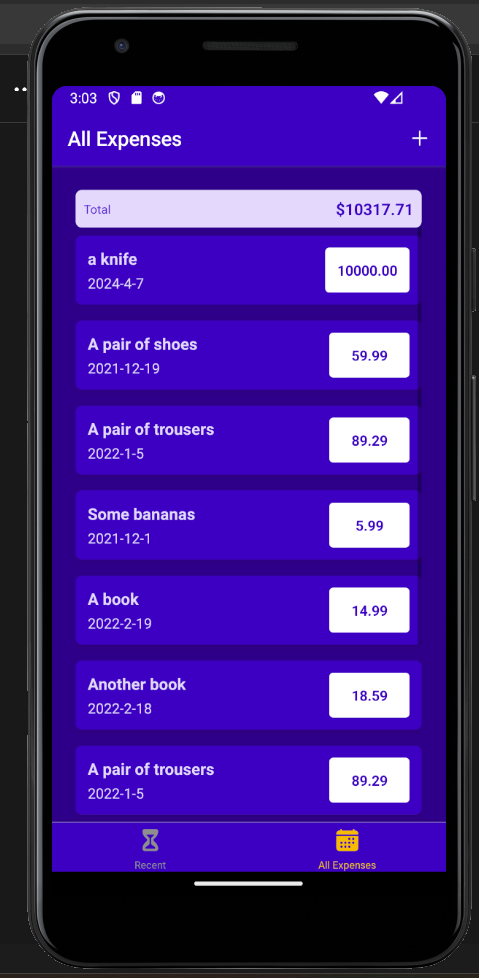 3:03
All Expenses
+
Total
$10317.71
a knife
2024-4-7
10000.00
A pair of shoes
2021-12-19
59.99
A pair of trousers
2022-1-5
89.29
Some bananas
2021-12-1
5.99
A book
2022-2-19
14.99
Another book
2022-2-18
18.59
A pair of trousers
2022-1-5
89.29
Recent
All Expenses